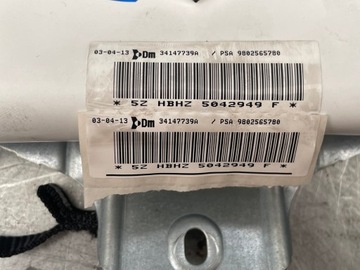 03-04-13 Dm 34147739A / PSA 9802565780
* 5Z HBHZ 5042949 F *
03-04-13 Dm 34147739A / PSA 9802565780
* 5Z HBHZ 5042949 F *